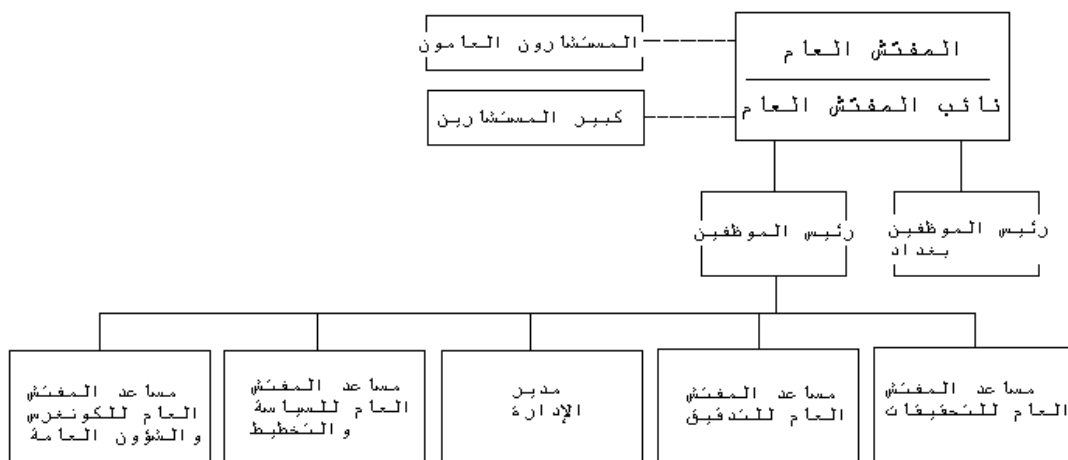 المفتش العام
نائب المفتش العام
المستشارون العامون
كبير المستشارين
رئيس الموظفين
بغداد
رئيس الموظفين
مساعد المفتش
العام للتحقيقات
مساعد المفتش
العام للتدقيق
مدير
الإدارة
مساعد المفتش
العام للسياسة
والتخطيط
مساعد المفتش
العام للكونغرس
والشؤون العامة